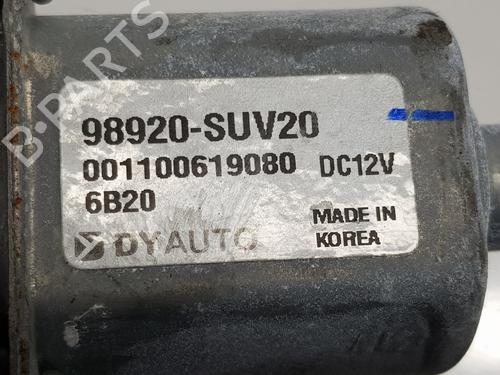 B-PARTS
98920-SUV20
001100619080 DC12V
6B20
MADE IN
KOREA
DYAUTO